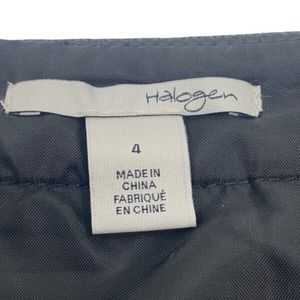 Halogen
4
MADE IN
CHINA
FABRIQUÉ
EN CHINE